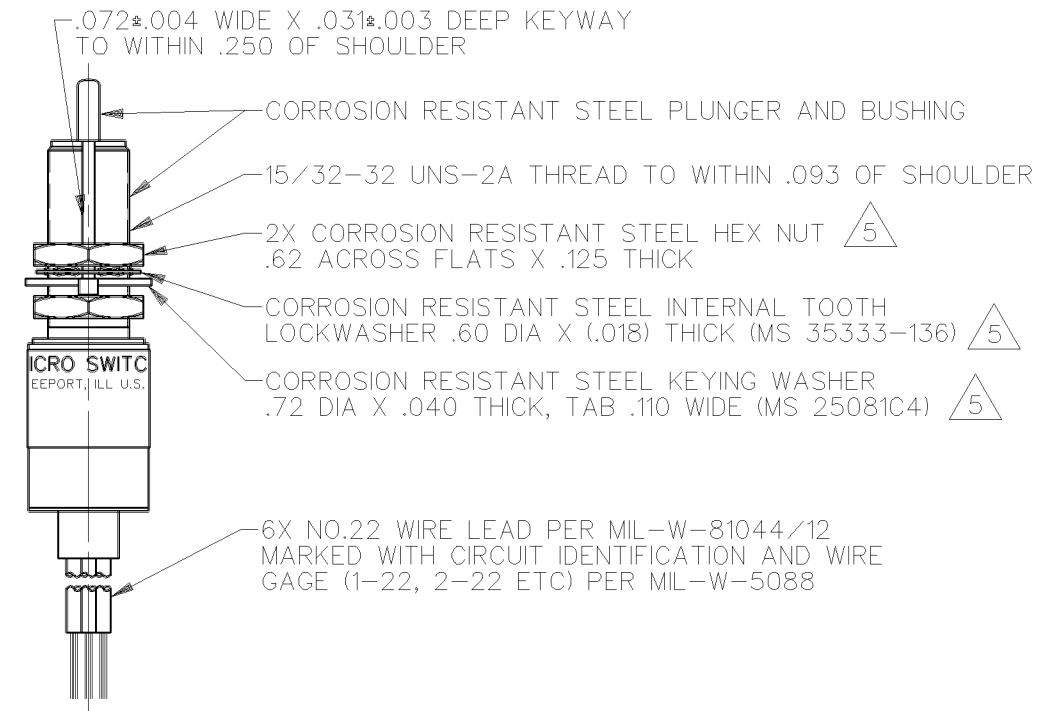 .072±.004 WIDE X .031±.003 DEEP KEYWAY
TO WITHIN .250 OF SHOULDER
CORROSION RESISTANT STEEL PLUNGER AND BUSHING
15/32-32 UNS-2A THREAD TO WITHIN .093 OF SHOULDER
2X CORROSION RESISTANT STEEL HEX NUT 5
.62 ACROSS FLATS X .125 THICK
CORROSION RESISTANT STEEL INTERNAL TOOTH
LOCKWASHER .60 DIA X (.018) THICK (MS 35333-136) 5
ICRO SWITC
EEPORT, ILL U.S.
CORROSION RESISTANT STEEL KEYING WASHER
.72 DIA X .040 THICK, TAB .110 WIDE (MS 25081C4) 5
6X NO.22 WIRE LEAD PER MIL-W-81044/12
MARKED WITH CIRCUIT IDENTIFICATION AND WIRE
GAGE (1-22, 2-22 ETC) PER MIL-W-5088